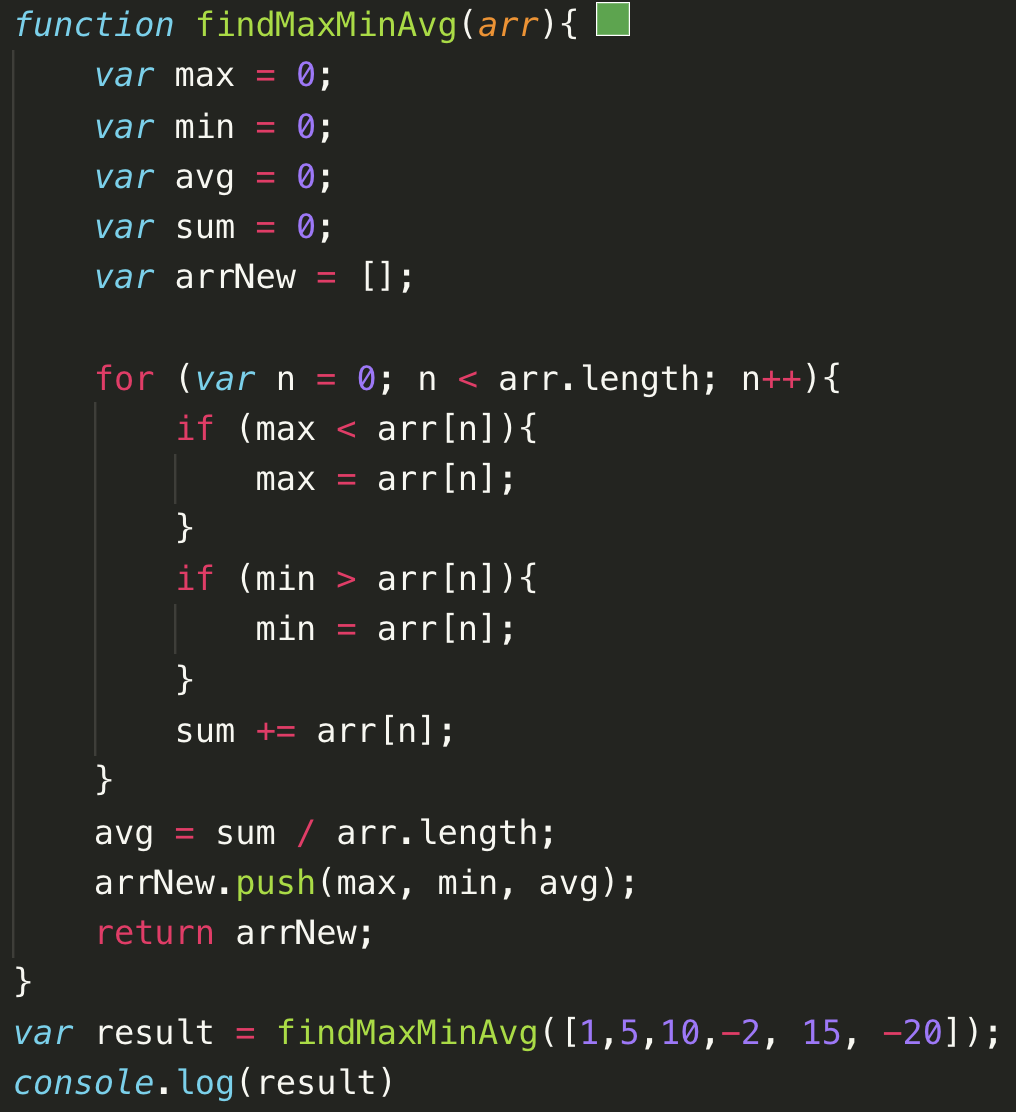 function findMaxMinAvg(arr){
    var max = 0;
    var min = 0;
    var avg = 0;
    var sum = 0;
    var arrNew = [];

    for (var n = 0; n < arr.length; n++){
        if (max < arr[n]){
            max = arr[n];
        }
        if (min > arr[n]){
            min = arr[n];
        }
        sum += arr[n];
    }
    avg = sum / arr.length;
    arrNew.push(max, min, avg);
    return arrNew;
}
var result = findMaxMinAvg([1,5,10,-2, 15, -20]);
console.log(result)